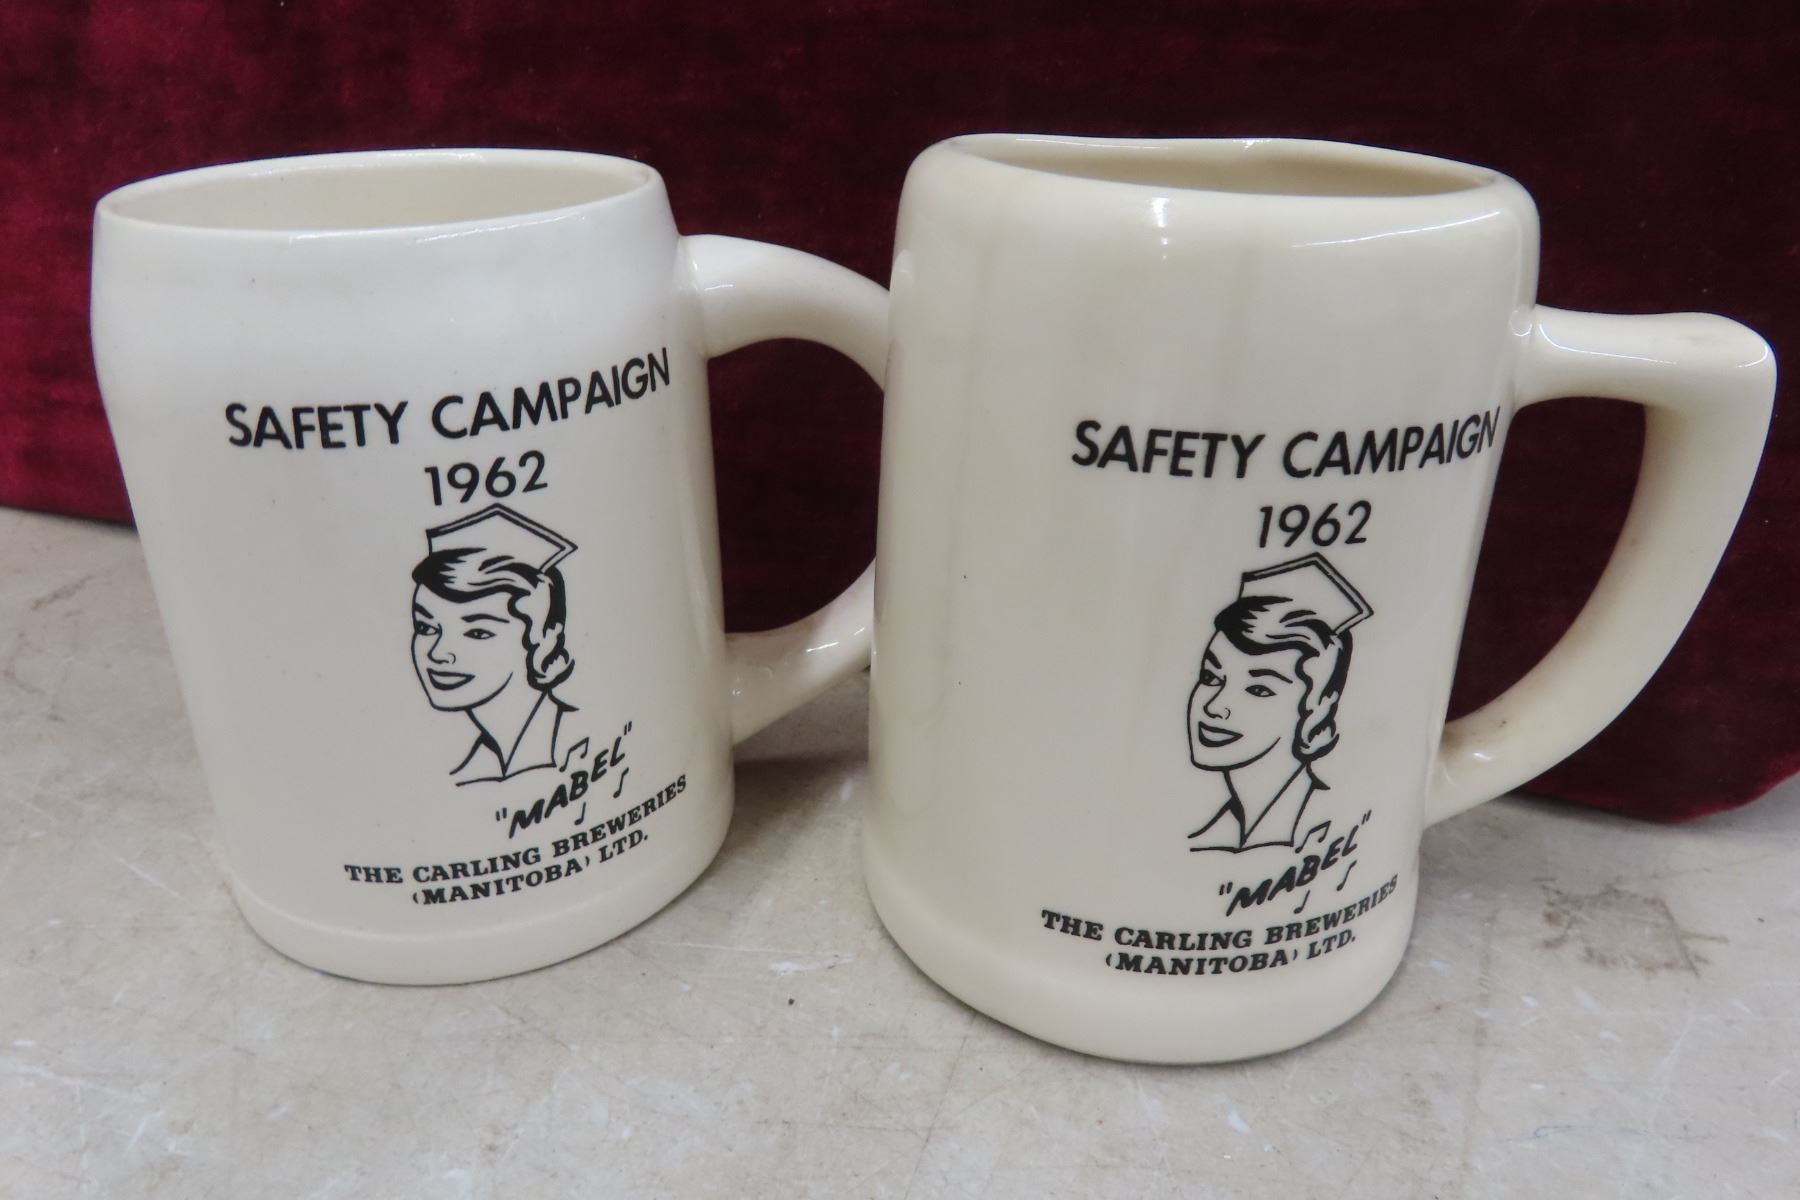 SAFETY CAMPAIGN
1962
"MABEL"
THE CARLING BREWERIES
(MANITOBA) LTD.
SAFETY CAMPAIGN
1962
"MABEL"
THE CARLING BREWERIES
(MANITOBA) LTD.